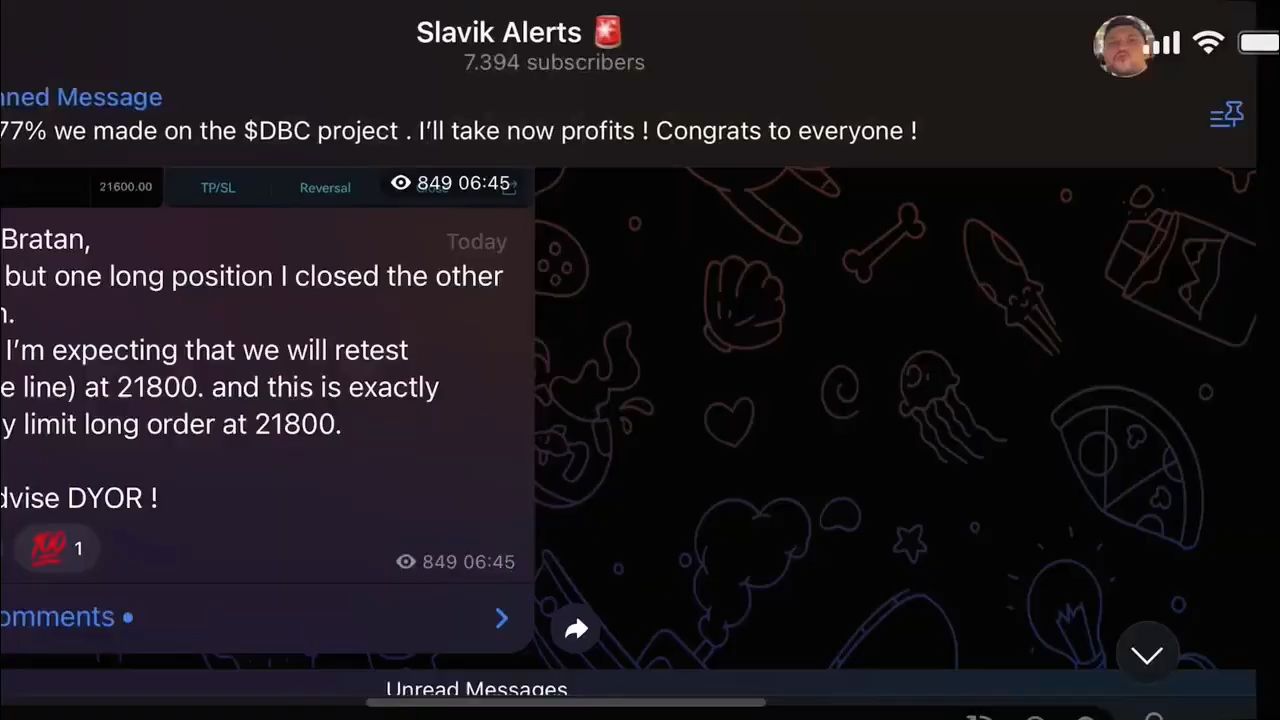 Slavik Alerts 🚨
7.394 subscribers
nned Message
77% we made on the $DBC project . I’ll take now profits ! Congrats to everyone !
21600.00
TP/SL
Reversal
849 06:45
Bratan,
Today
but one long position I closed the other
n.
I’m expecting that we will retest
e line) at 21800. and this is exactly
y limit long order at 21800.
dvise DYOR !
💯 1
849 06:45
omments
Unread Messages